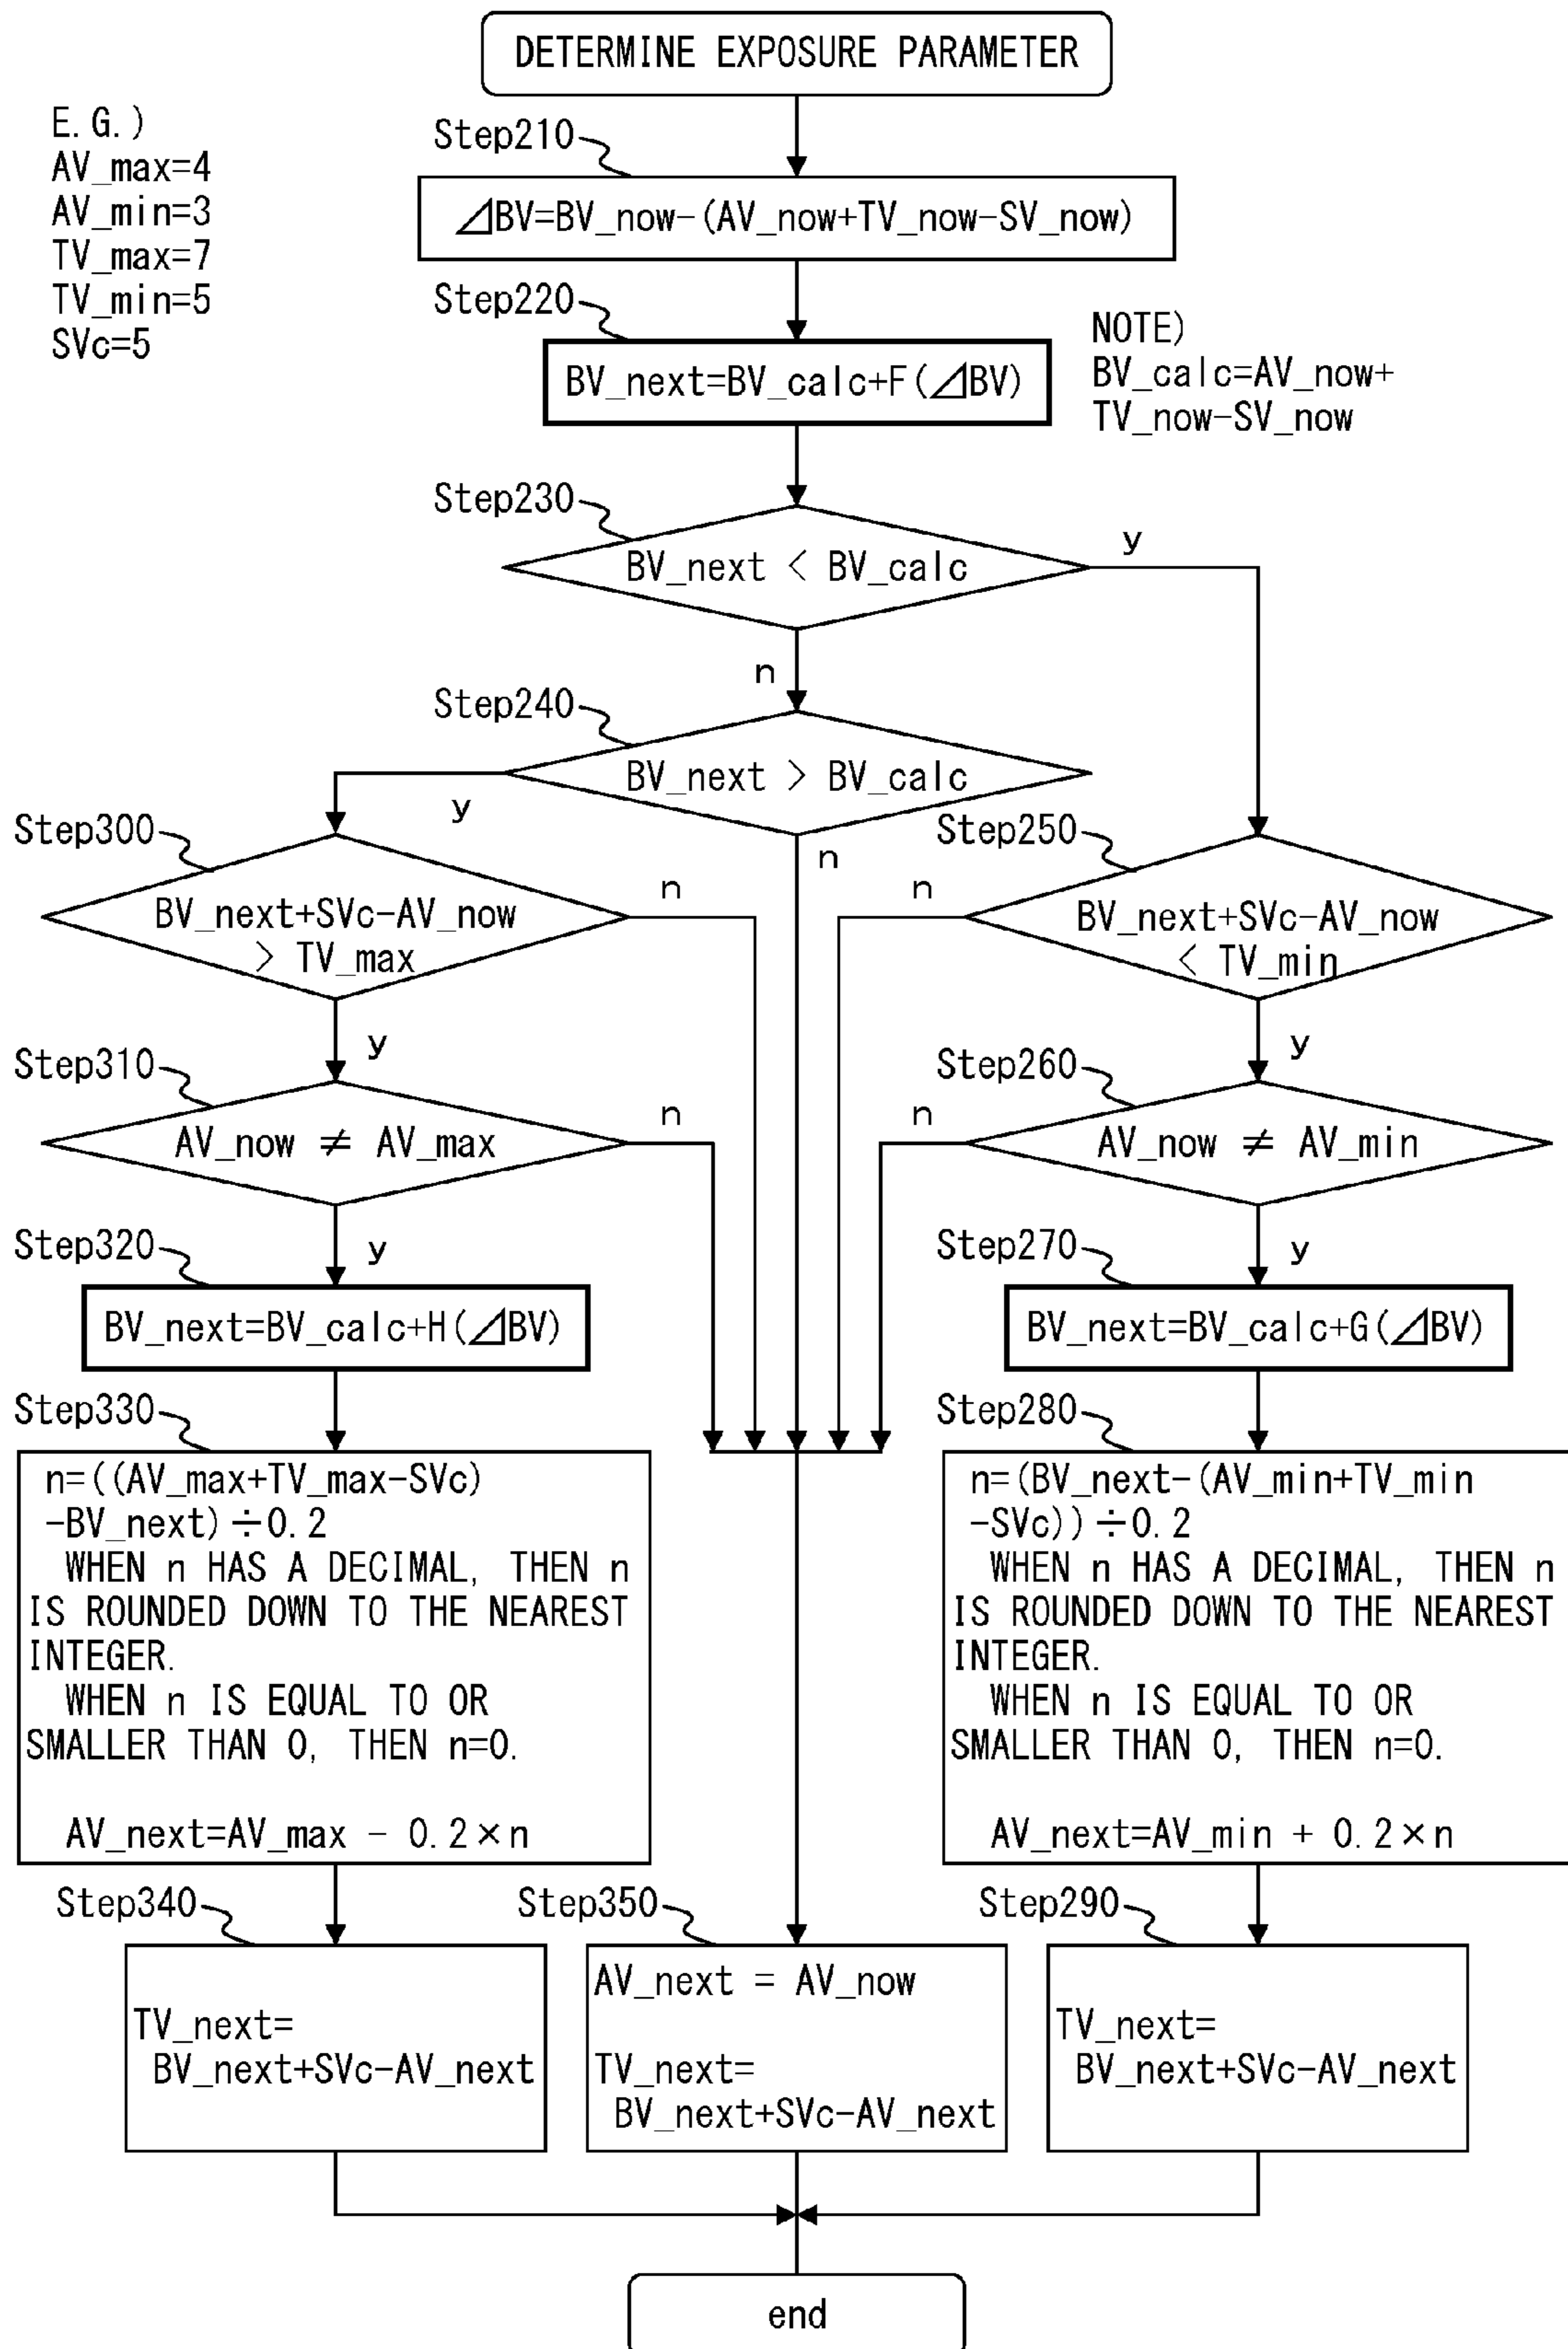 DETERMINE EXPOSURE PARAMETER
E.G.)
AV_max=4
AV_min=3
TV_max=7
TV_min=5
SVc=5
Step210
⊿BV=BV_now-(AV_now+TV_now-SV_now)
Step220
BV_next=BV_calc+F(⊿BV)
NOTE)
BV_calc=AV_now+
TV_now-SV_now
Step230
BV_next < BV_calc
y
n
Step240
BV_next > BV_calc
y
n
Step300
BV_next+SVc-AV_now
> TV_max
n
y
Step250
BV_next+SVc-AV_now
< TV_min
n
y
Step310
AV_now ≠ AV_max
n
y
Step260
AV_now ≠ AV_min
n
y
Step320
BV_next=BV_calc+H(⊿BV)
Step270
BV_next=BV_calc+G(⊿BV)
Step330
n=((AV_max+TV_max-SVc)
-BV_next)÷0.2
WHEN n HAS A DECIMAL, THEN n
IS ROUNDED DOWN TO THE NEAREST
INTEGER.
WHEN n IS EQUAL TO OR
SMALLER THAN 0, THEN n=0.
AV_next=AV_max - 0.2×n
Step280
n=(BV_next-(AV_min+TV_min
-SVc))÷0.2
WHEN n HAS A DECIMAL, THEN n
IS ROUNDED DOWN TO THE NEAREST
INTEGER.
WHEN n IS EQUAL TO OR
SMALLER THAN 0, THEN n=0.
AV_next=AV_min + 0.2×n
Step340
TV_next=
BV_next+SVc-AV_next
Step350
AV_next = AV_now
TV_next=
BV_next+SVc-AV_next
Step290
TV_next=
BV_next+SVc-AV_next
end